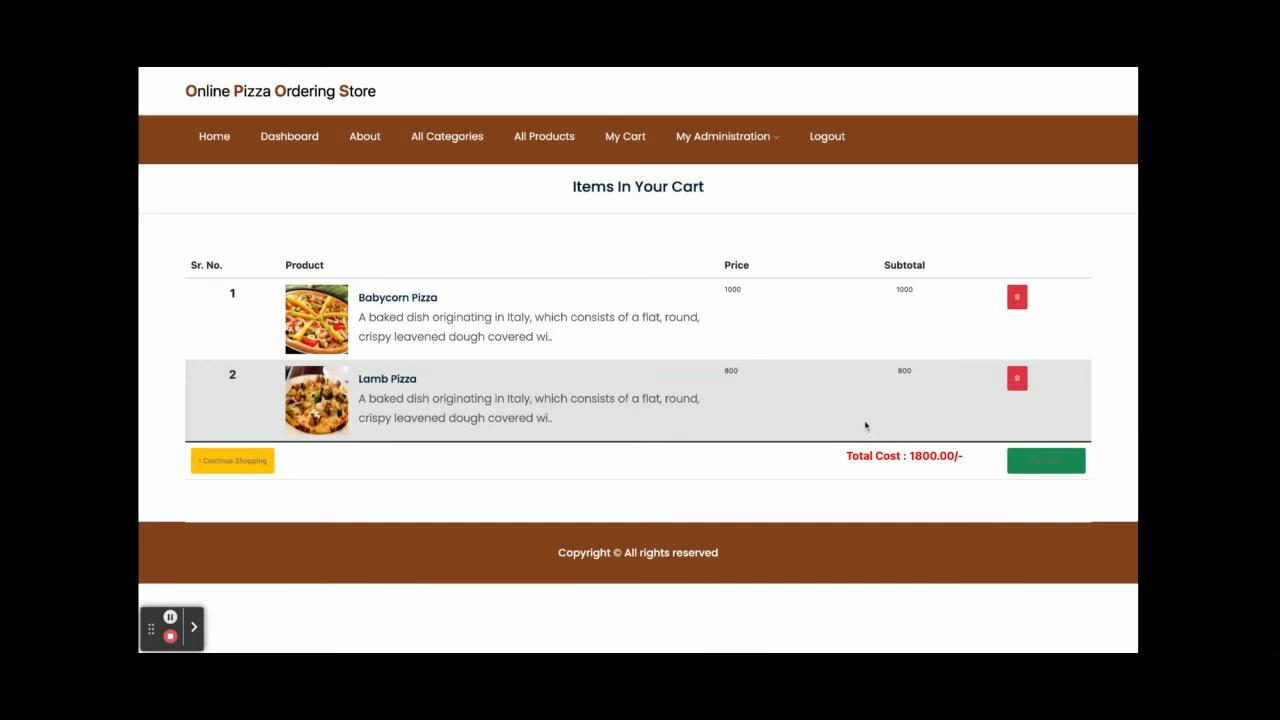 Online Pizza Ordering Store
Home Dashboard About All Categories All Products My Cart My Administration Logout
Items In Your Cart
Sr. No. Product Price Subtotal
1 Babycorn Pizza 1000 1000
A baked dish originating in Italy, which consists of a flat, round,
crispy leavened dough covered wi..
2 Lamb Pizza 800 800
A baked dish originating in Italy, which consists of a flat, round,
crispy leavened dough covered wi..
‹ Continue Shopping Total Cost : 1800.00/-
Copyright © All rights reserved